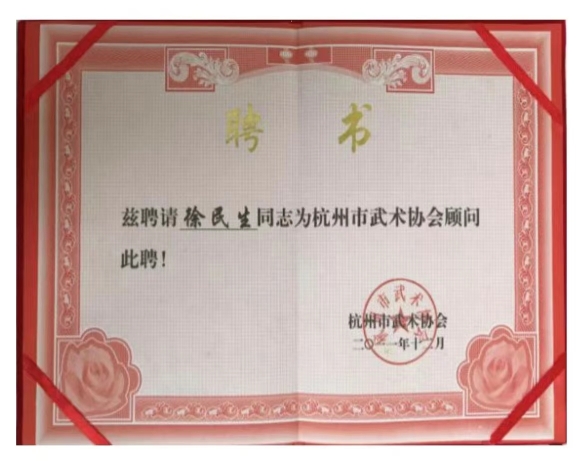 聘书
兹聘请徐民生同志为杭州市武术协会顾问
此聘！
杭州市武术协会
二〇一一年十二月